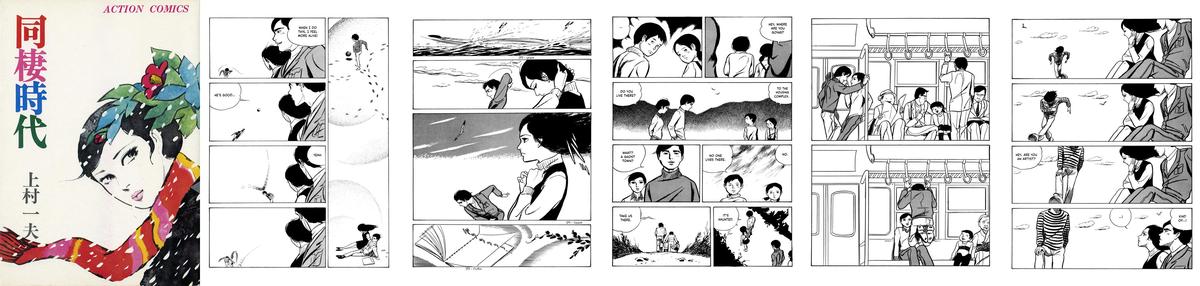 ACTION COMICS
同棲時代
上村一夫
WHEN I DO
THIS, I FEEL
MORE ALIVE!
HE'S GOOD...
YEAH.
HEY, WHERE
ARE YOU
GOING?
DO YOU
LIVE THERE?
TO THE
HOUSING
COMPLEX.
WHAT?
A GHOST
TOWN?
NO ONE
LIVES
THERE.
NO.
TAKE US
THERE.
IT'S
HAUNTED.
HEY, ARE YOU
AN ARTIST?
KIND
OF...